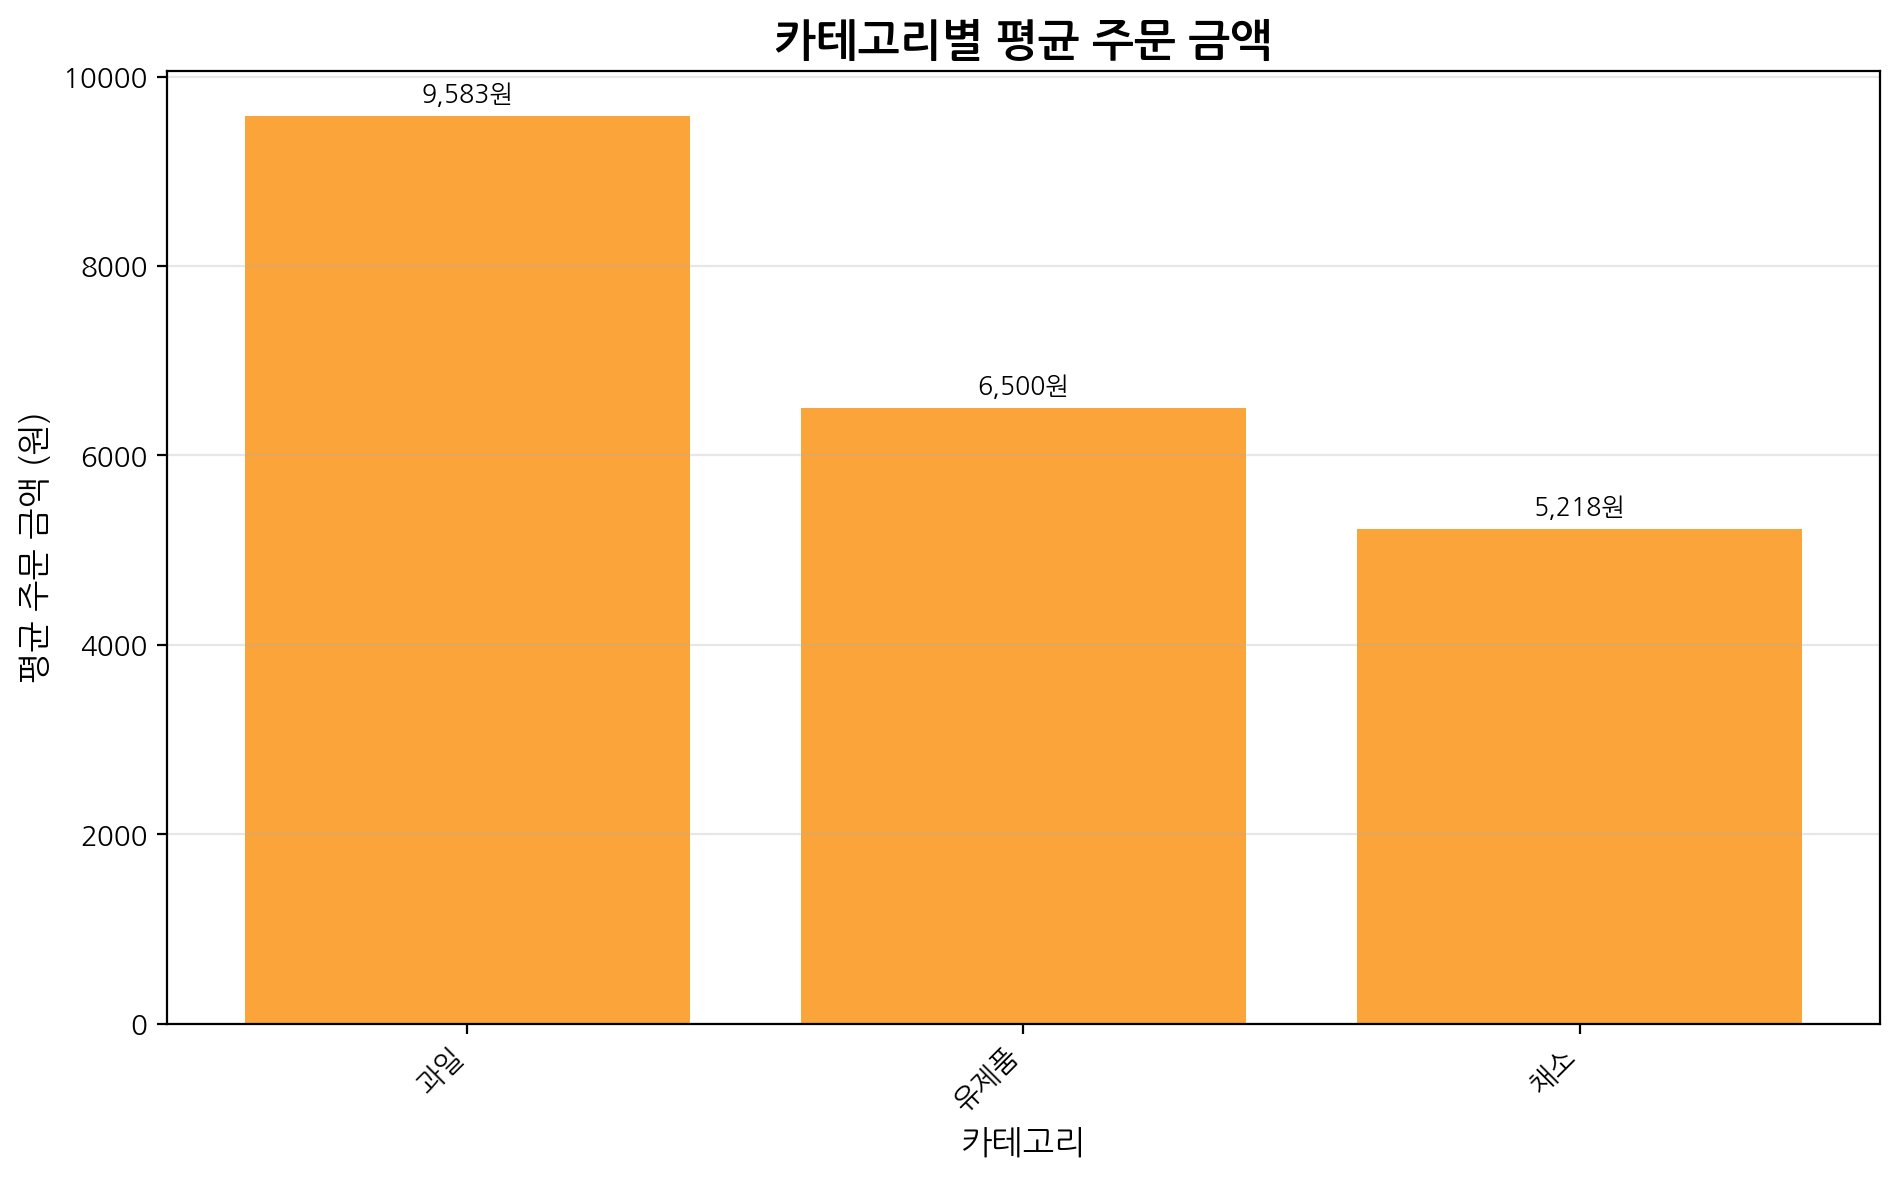 카테고리별 평균 주문 금액
평균 주문 금액 (원)
10000
8000
6000
4000
2000
0
9,583원
6,500원
5,218원
과일
유제품
채소
카테고리